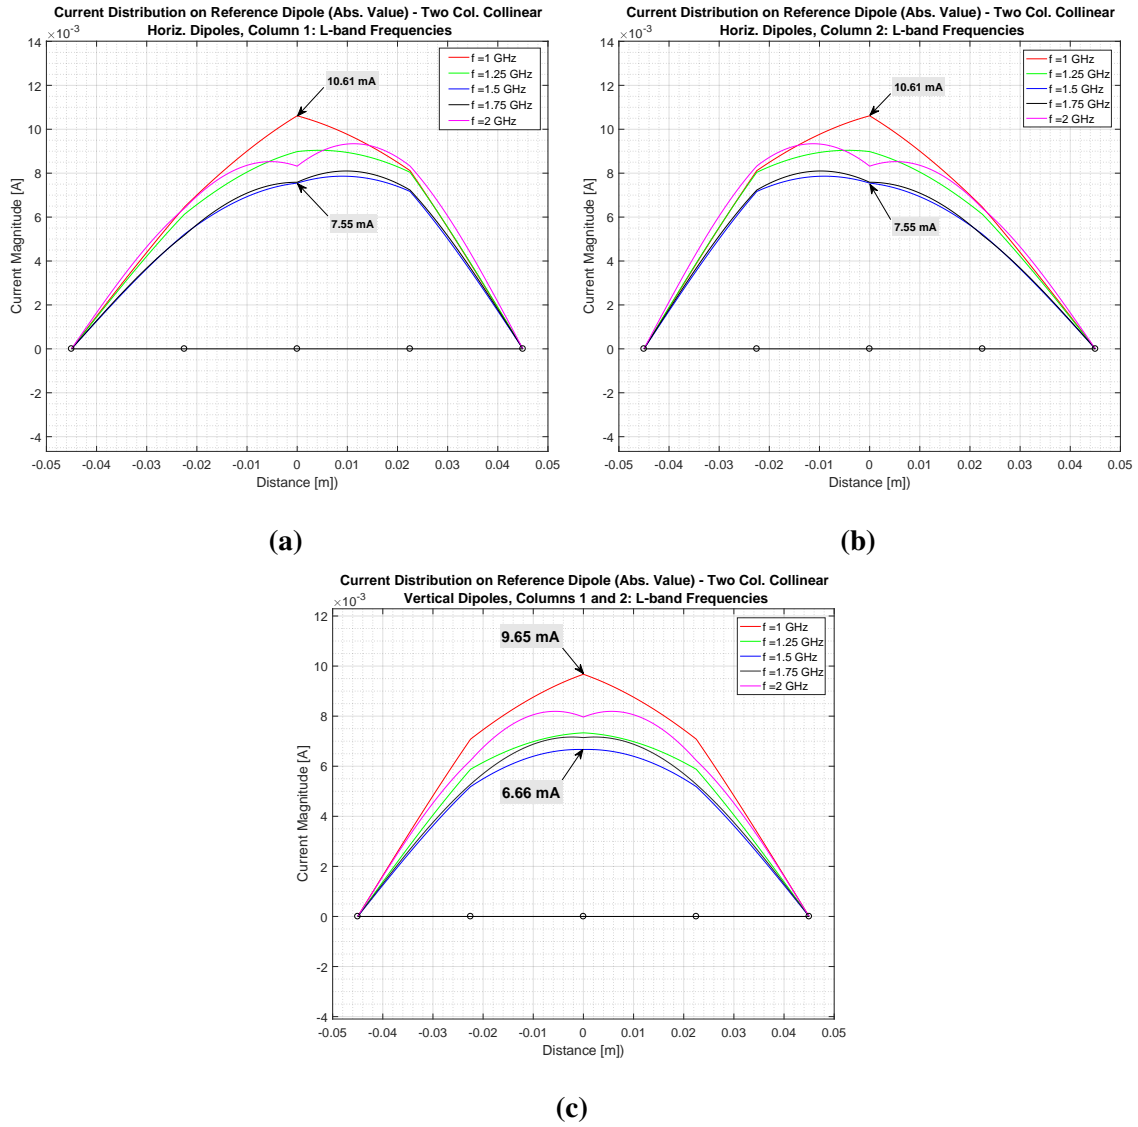 Current Distribution on Reference Dipole (Abs. Value) - Two Col. Collinear
Horiz. Dipoles, Column 1: L-band Frequencies
×10⁻³
14
12
10
8
6
4
2
0
-2
-4
Current Magnitude [A]
f =1 GHz
f =1.25 GHz
f =1.5 GHz
f =1.75 GHz
f =2 GHz
10.61 mA
7.55 mA
-0.05 -0.04 -0.03 -0.02 -0.01 0 0.01 0.02 0.03 0.04 0.05
Distance [m])
(a)
Current Distribution on Reference Dipole (Abs. Value) - Two Col. Collinear
Horiz. Dipoles, Column 2: L-band Frequencies
×10⁻³
14
12
10
8
6
4
2
0
-2
-4
Current Magnitude [A]
f =1 GHz
f =1.25 GHz
f =1.5 GHz
f =1.75 GHz
f =2 GHz
10.61 mA
7.55 mA
-0.05 -0.04 -0.03 -0.02 -0.01 0 0.01 0.02 0.03 0.04 0.05
Distance [m])
(b)
Current Distribution on Reference Dipole (Abs. Value) - Two Col. Collinear
Vertical Dipoles, Columns 1 and 2: L-band Frequencies
×10⁻³
12
10
8
6
4
2
0
-2
-4
Current Magnitude [A]
f =1 GHz
f =1.25 GHz
f =1.5 GHz
f =1.75 GHz
f =2 GHz
9.65 mA
6.66 mA
-0.05 -0.04 -0.03 -0.02 -0.01 0 0.01 0.02 0.03 0.04 0.05
Distance [m])
(c)